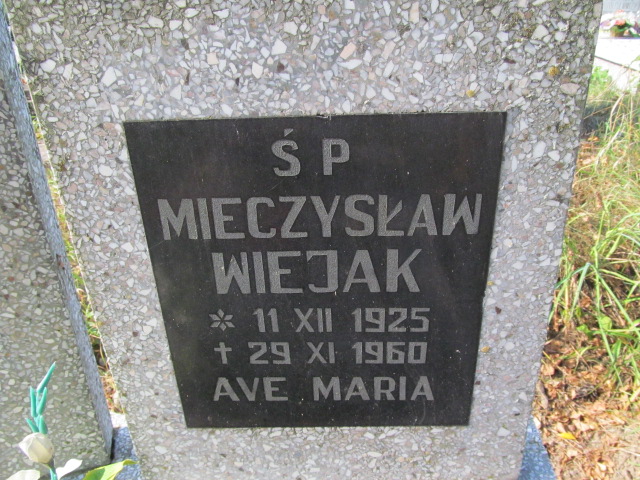 Ś P
MIECZYSŁAW
WIEJAK
* 11 XII 1925
† 29 XI 1960
AVE MARIA